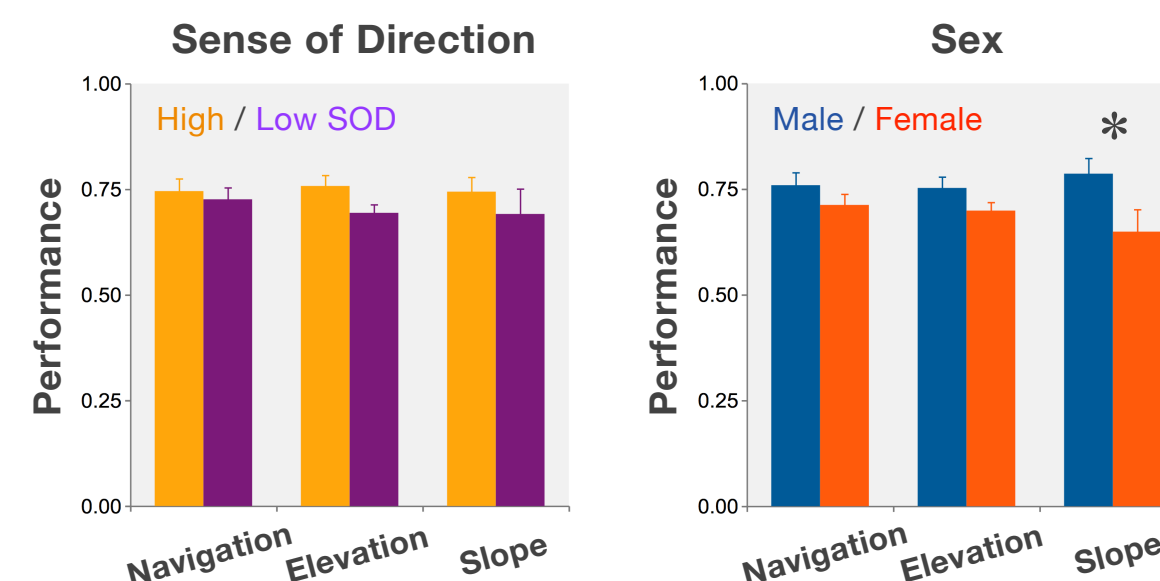 Sense of Direction
High / Low SOD
Performance
1.00
0.75
0.50
0.25
0.00
Navigation
Elevation
Slope
Sex
Male / Female
*
Performance
1.00
0.75
0.50
0.25
0.00
Navigation
Elevation
Slope